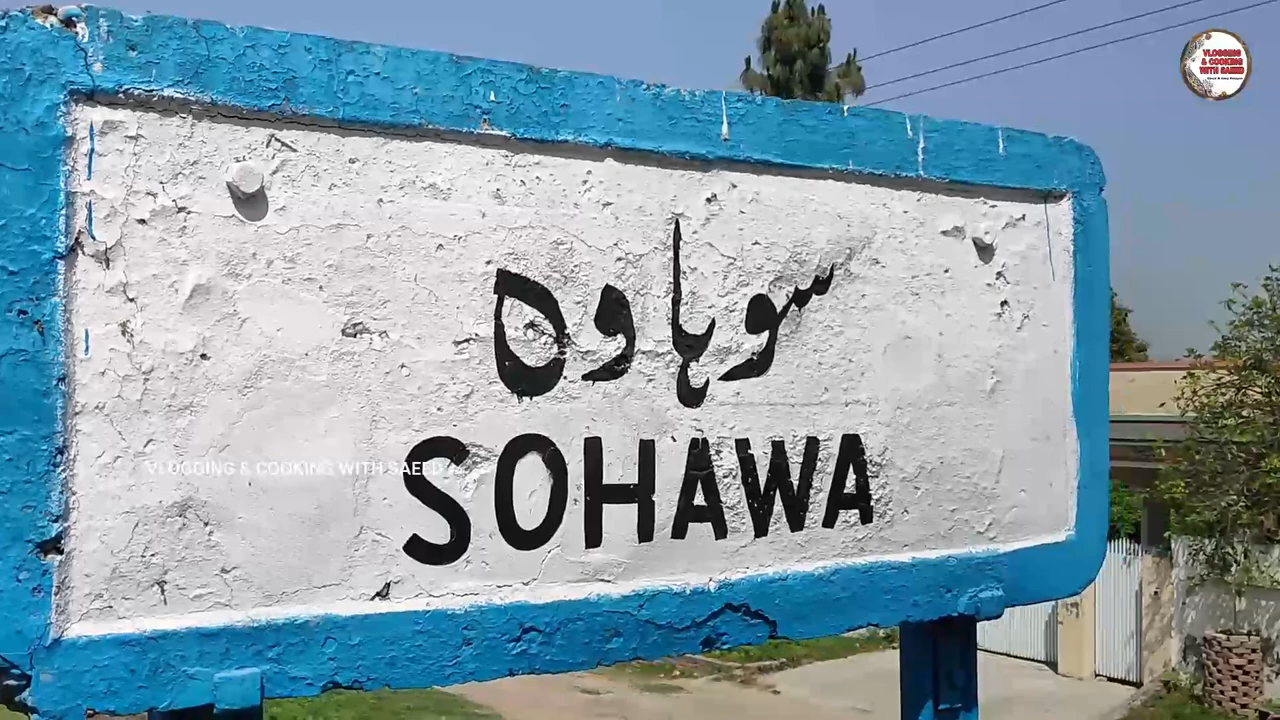 سوہاوہ
SOHAWA
VLOGGING & COOKING WITH SAEED
VLOGGING
& COOKING
WITH SAEED